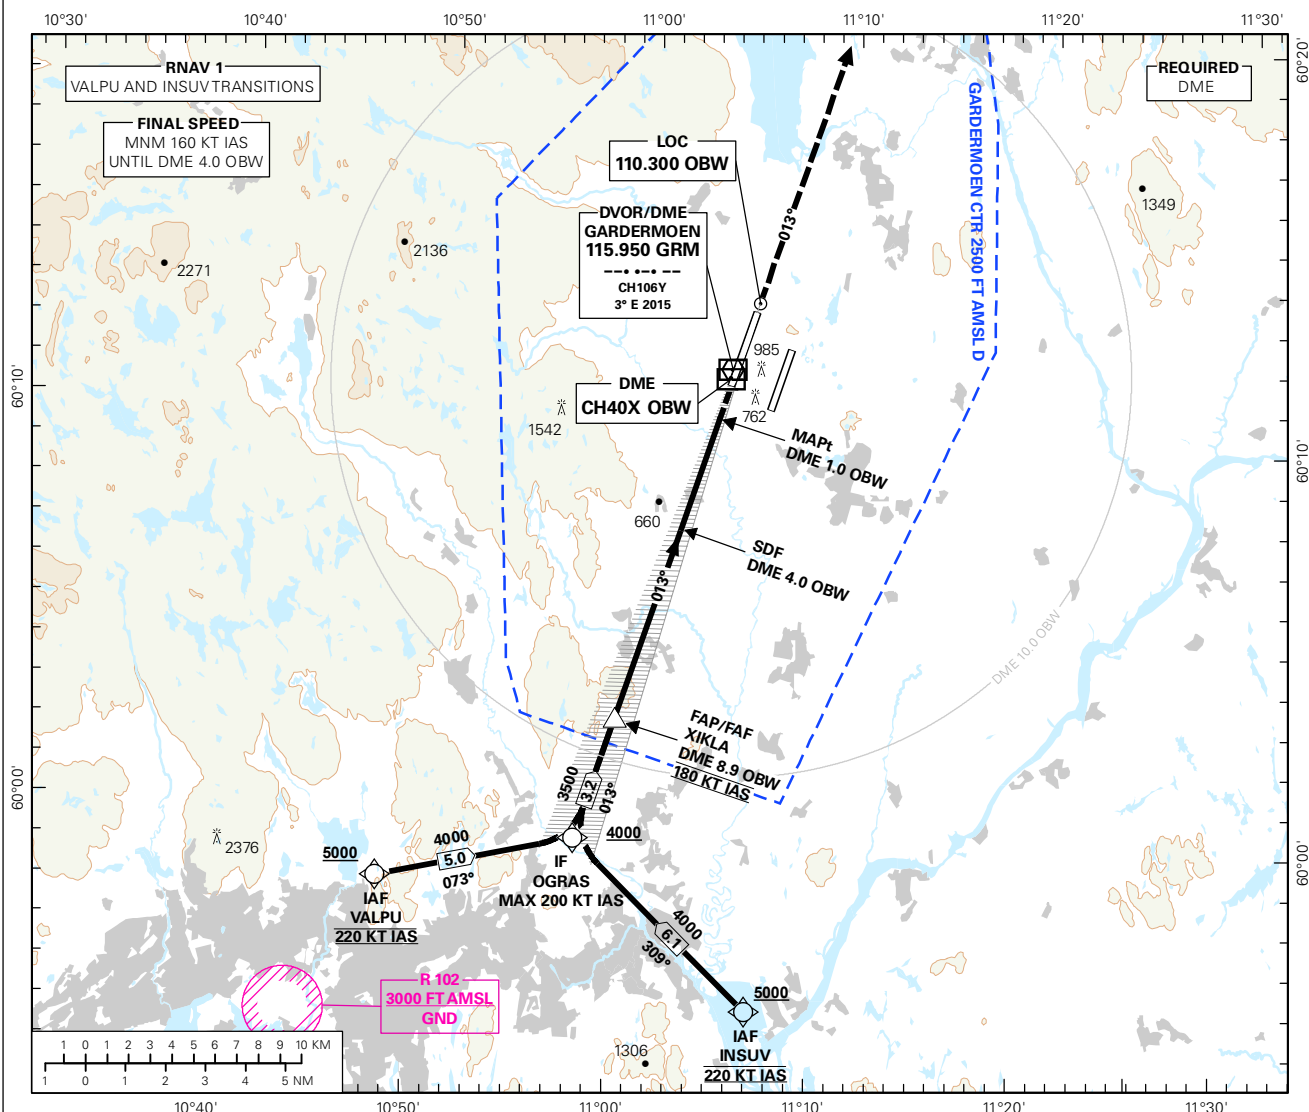 10°30'
10°40'
10°50'
11°00'
11°10'
11°20'
11°30'
60°20'
RNAV 1
VALPU AND INSUV TRANSITIONS
FINAL SPEED
MNM 160 KT IAS
UNTIL DME 4.0 OBW
REQUIRED
DME
LOC
110.300 OBW
DVOR/DME
GARDERMOEN
115.950 GRM
CH106Y
3° E 2015
GARDERMOEN CTR 2500 FT AMSL D
013°
1349
2136
2271
985
DME
CH40X OBW
762
60°10'
1542
MAPt
DME 1.0 OBW
60°10'
660
SDF
DME 4.0 OBW
013°
DME 10.0 OBW
FAP/FAF
XIKLA
DME 8.9 OBW
180 KT IAS
60°00'
3500
3.2
013°
4000
2376
4000
5.0
073°
5000
IAF
VALPU
220 KT IAS
IF
OGRAS
MAX 200 KT IAS
60°00'
4000
6.1
309°
R 102
3000 FT AMSL
GND
5000
IAF
INSUV
220 KT IAS
1306
1 0 1 2 3 4 5 6 7 8 9 10 KM
1 0 1 2 3 4 5 NM
10°40'
10°50'
11°00'
11°10'
11°20'
11°30'